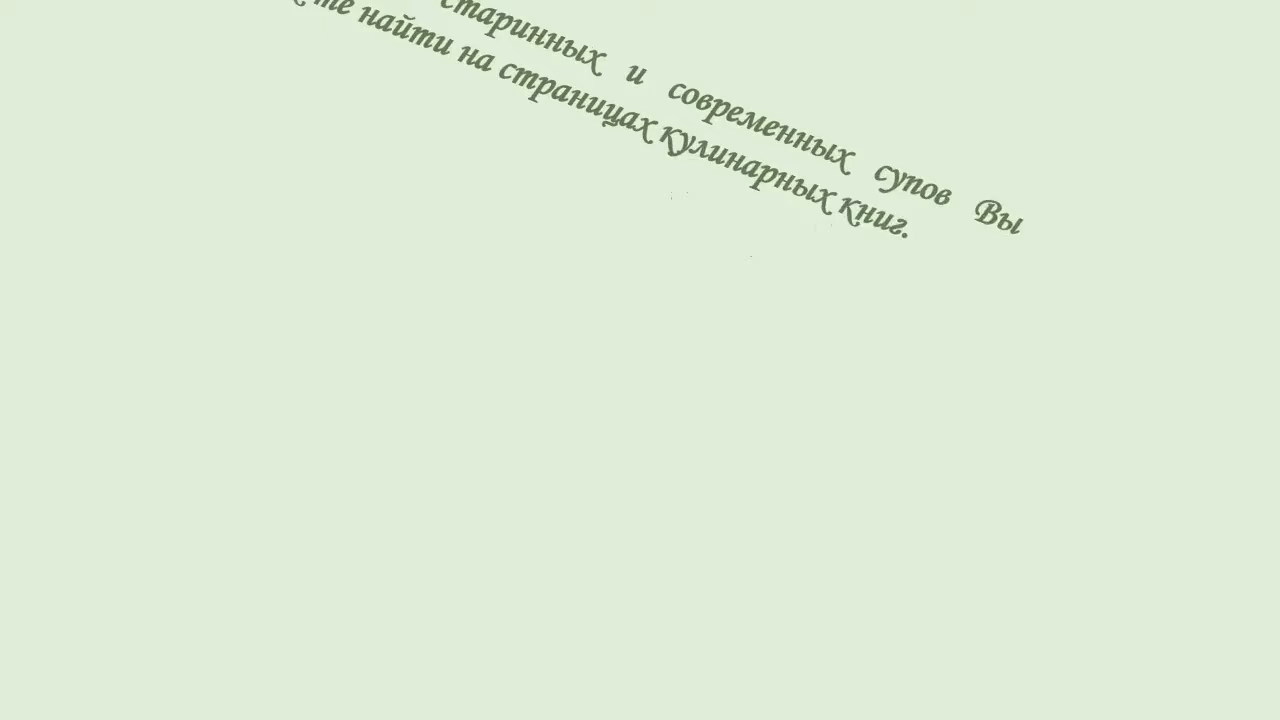 старинных и современных супов Вы
те найти на страницах кулинарных книг.